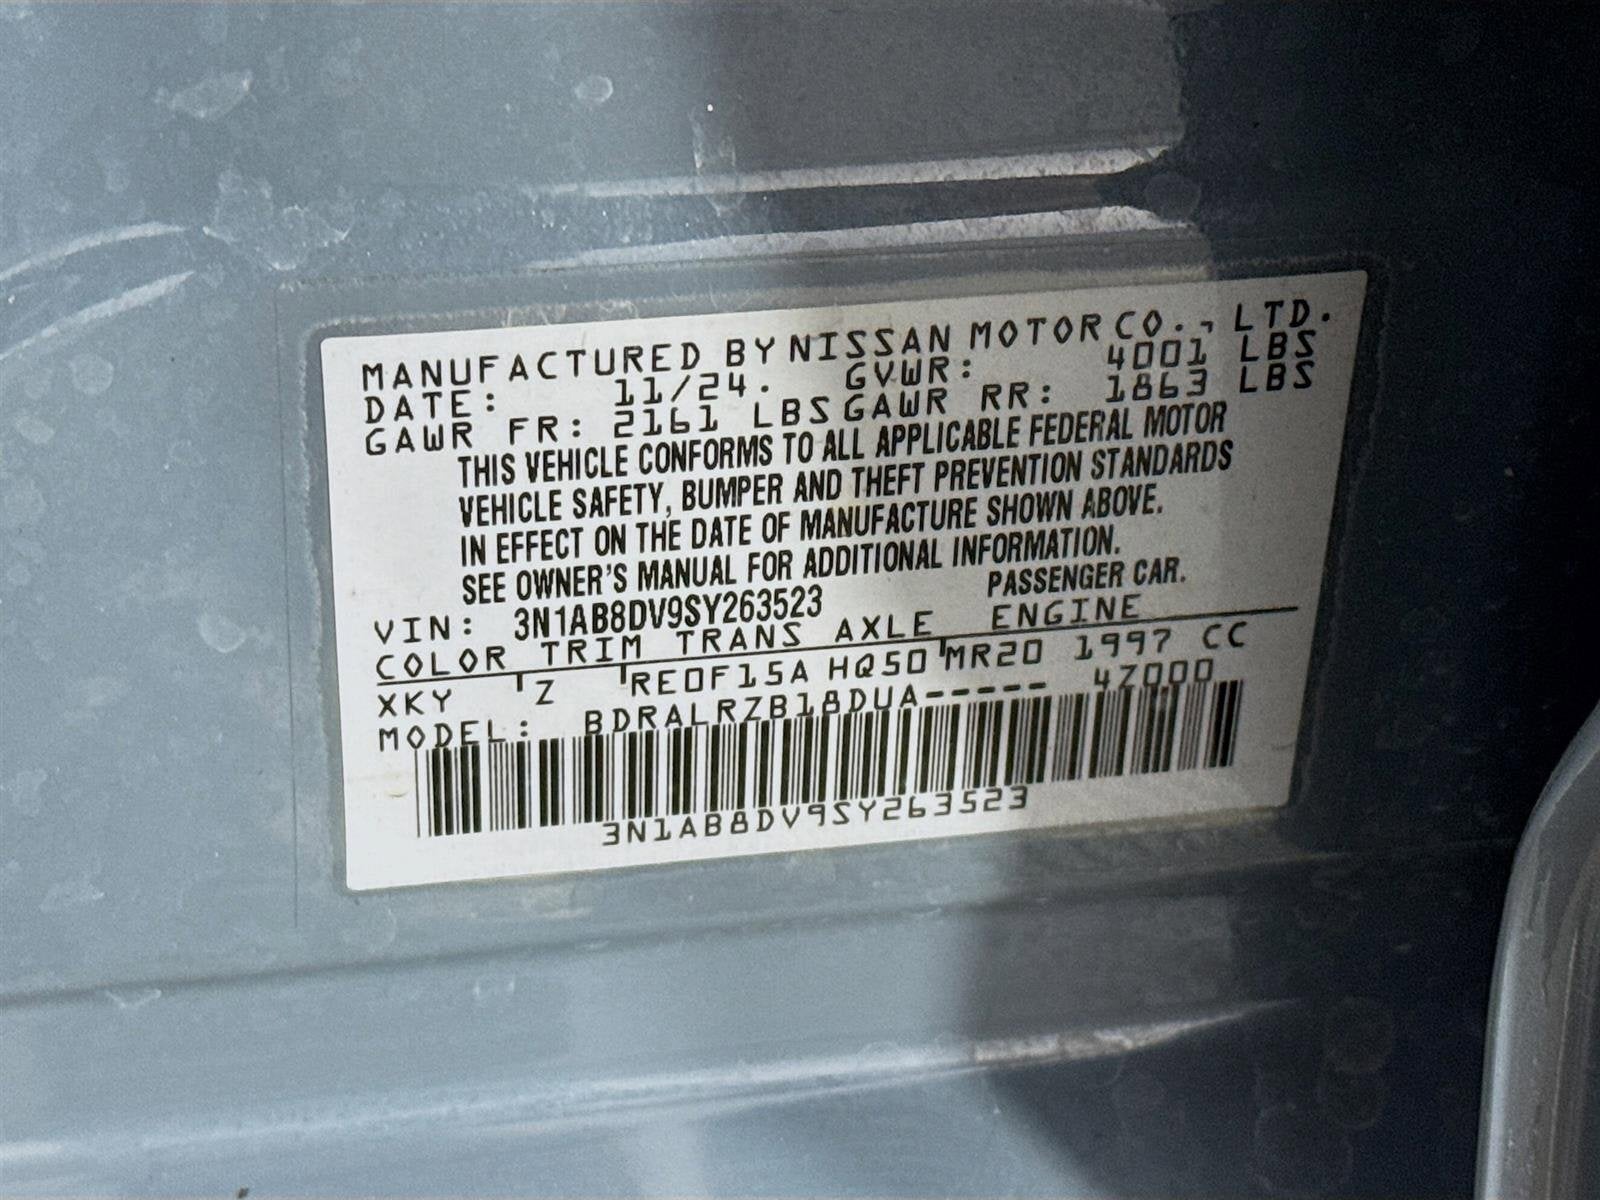 MANUFACTURED BY NISSAN MOTOR CO., LTD.
DATE: 11/24. GVWR: 4001 LBS
GAWR FR: 2161 LBS GAWR RR: 1863 LBS
THIS VEHICLE CONFORMS TO ALL APPLICABLE FEDERAL MOTOR
VEHICLE SAFETY, BUMPER AND THEFT PREVENTION STANDARDS
IN EFFECT ON THE DATE OF MANUFACTURE SHOWN ABOVE.
SEE OWNER'S MANUAL FOR ADDITIONAL INFORMATION.
VIN: 3N1AB8DV9SY263523 PASSENGER CAR.
COLOR TRIM TRANS AXLE ENGINE
XKY Z RE0F15A HQ50 MR20 1997 CC
MODEL: BDRALRZB18DUA----- 4Z000
3N1AB8DV9SY263523